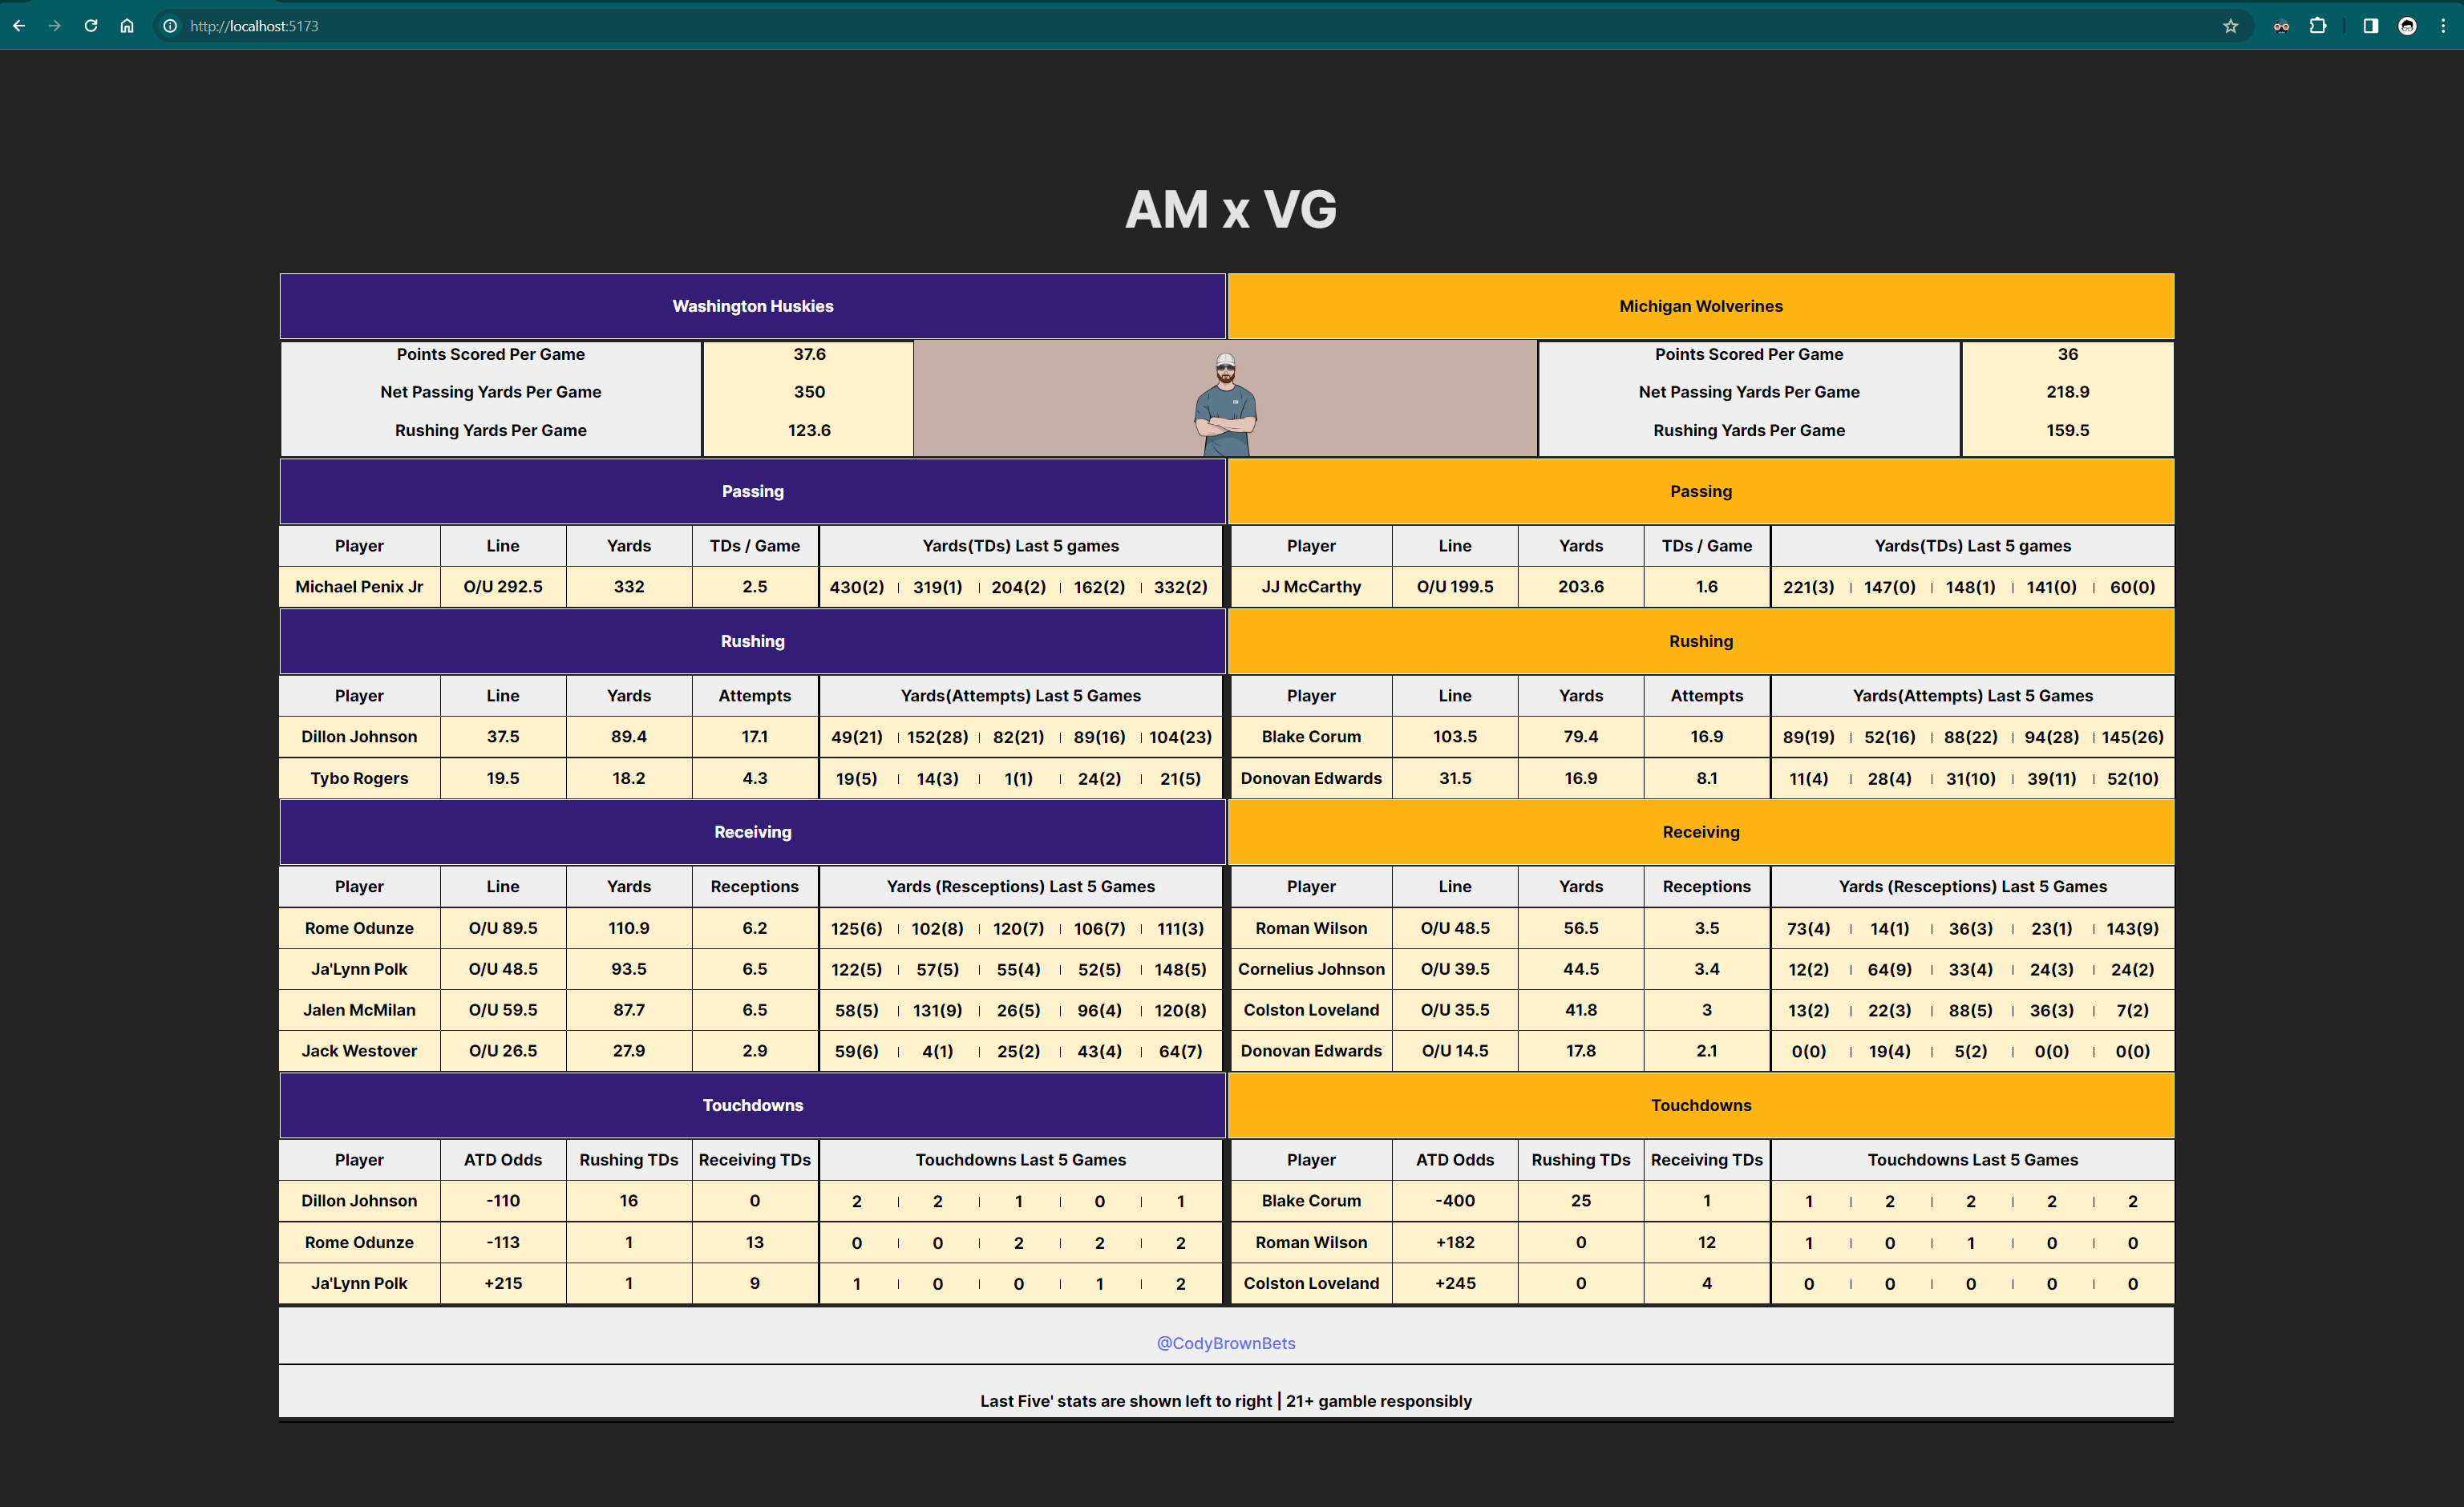 http://localhost:5173
AM x VG
Washington Huskies Michigan Wolverines
Points Scored Per Game 37.6 Points Scored Per Game 36
Net Passing Yards Per Game 350 Net Passing Yards Per Game 218.9
Rushing Yards Per Game 123.6 Rushing Yards Per Game 159.5
Passing Passing
Player Line Yards TDs / Game Yards(TDs) Last 5 games Player Line Yards TDs / Game Yards(TDs) Last 5 games
Michael Penix Jr O/U 292.5 332 2.5 430(2) | 319(1) | 204(2) | 162(2) | 332(2) JJ McCarthy O/U 199.5 203.6 1.6 221(3) | 147(0) | 148(1) | 141(0) | 60(0)
Rushing Rushing
Player Line Yards Attempts Yards(Attempts) Last 5 Games Player Line Yards Attempts Yards(Attempts) Last 5 Games
Dillon Johnson 37.5 89.4 17.1 49(21) | 152(28) | 82(21) | 89(16) | 104(23) Blake Corum 103.5 79.4 16.9 89(19) | 52(16) | 88(22) | 94(28) | 145(26)
Tybo Rogers 19.5 18.2 4.3 19(5) | 14(3) | 1(1) | 24(2) | 21(5) Donovan Edwards 31.5 16.9 8.1 11(4) | 28(4) | 31(10) | 39(11) | 52(10)
Receiving Receiving
Player Line Yards Receptions Yards (Resceptions) Last 5 Games Player Line Yards Receptions Yards (Resceptions) Last 5 Games
Rome Odunze O/U 89.5 110.9 6.2 125(6) | 102(8) | 120(7) | 106(7) | 111(3) Roman Wilson O/U 48.5 56.5 3.5 73(4) | 14(1) | 36(3) | 23(1) | 143(9)
Ja'Lynn Polk O/U 48.5 93.5 6.5 122(5) | 57(5) | 55(4) | 52(5) | 148(5) Cornelius Johnson O/U 39.5 44.5 3.4 12(2) | 64(9) | 33(4) | 24(3) | 24(2)
Jalen McMilan O/U 59.5 87.7 6.5 58(5) | 131(9) | 26(5) | 96(4) | 120(8) Colston Loveland O/U 35.5 41.8 3 13(2) | 22(3) | 88(5) | 36(3) | 7(2)
Jack Westover O/U 26.5 27.9 2.9 59(6) | 4(1) | 25(2) | 43(4) | 64(7) Donovan Edwards O/U 14.5 17.8 2.1 0(0) | 19(4) | 5(2) | 0(0) | 0(0)
Touchdowns Touchdowns
Player ATD Odds Rushing TDs Receiving TDs Touchdowns Last 5 Games Player ATD Odds Rushing TDs Receiving TDs Touchdowns Last 5 Games
Dillon Johnson -110 16 0 2 | 2 | 1 | 0 | 1 Blake Corum -400 25 1 1 | 2 | 2 | 2 | 2
Rome Odunze -113 1 13 0 | 0 | 2 | 2 | 2 Roman Wilson +182 0 12 1 | 0 | 1 | 0 | 0
Ja'Lynn Polk +215 1 9 1 | 0 | 0 | 1 | 2 Colston Loveland +245 0 4 0 | 0 | 0 | 0 | 0
@CodyBrownBets
Last Five' stats are shown left to right | 21+ gamble responsibly